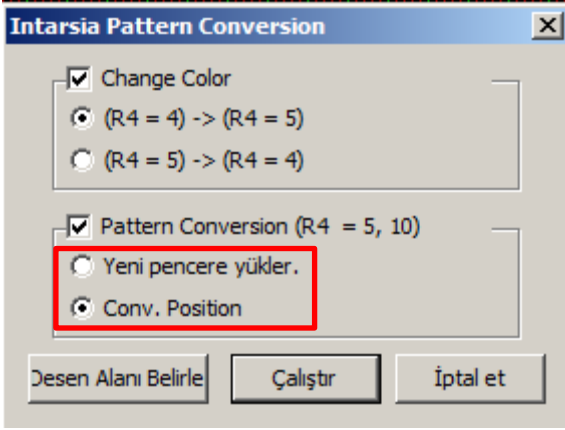 Intarsia Pattern Conversion
Change Color
(R4 = 4) -> (R4 = 5)
(R4 = 5) -> (R4 = 4)
Pattern Conversion (R4 = 5, 10)
Yeni pencere yükler.
Conv. Position
Desen Alanı Belirle Çalıştır İptal et